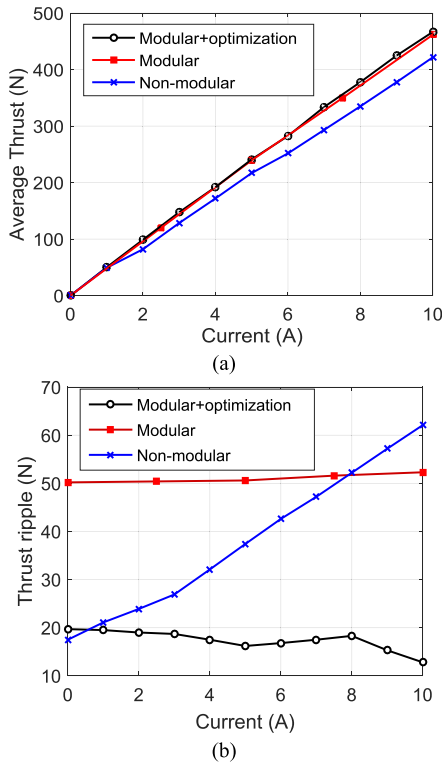 500
400
300
200
100
0
Average Thrust (N)
Modular+optimization
Modular
Non-modular
0 2 4 6 8 10
Current (A)
(a)
70
60
50
40
30
20
10
Thrust ripple (N)
Modular+optimization
Modular
Non-modular
0 2 4 6 8 10
Current (A)
(b)